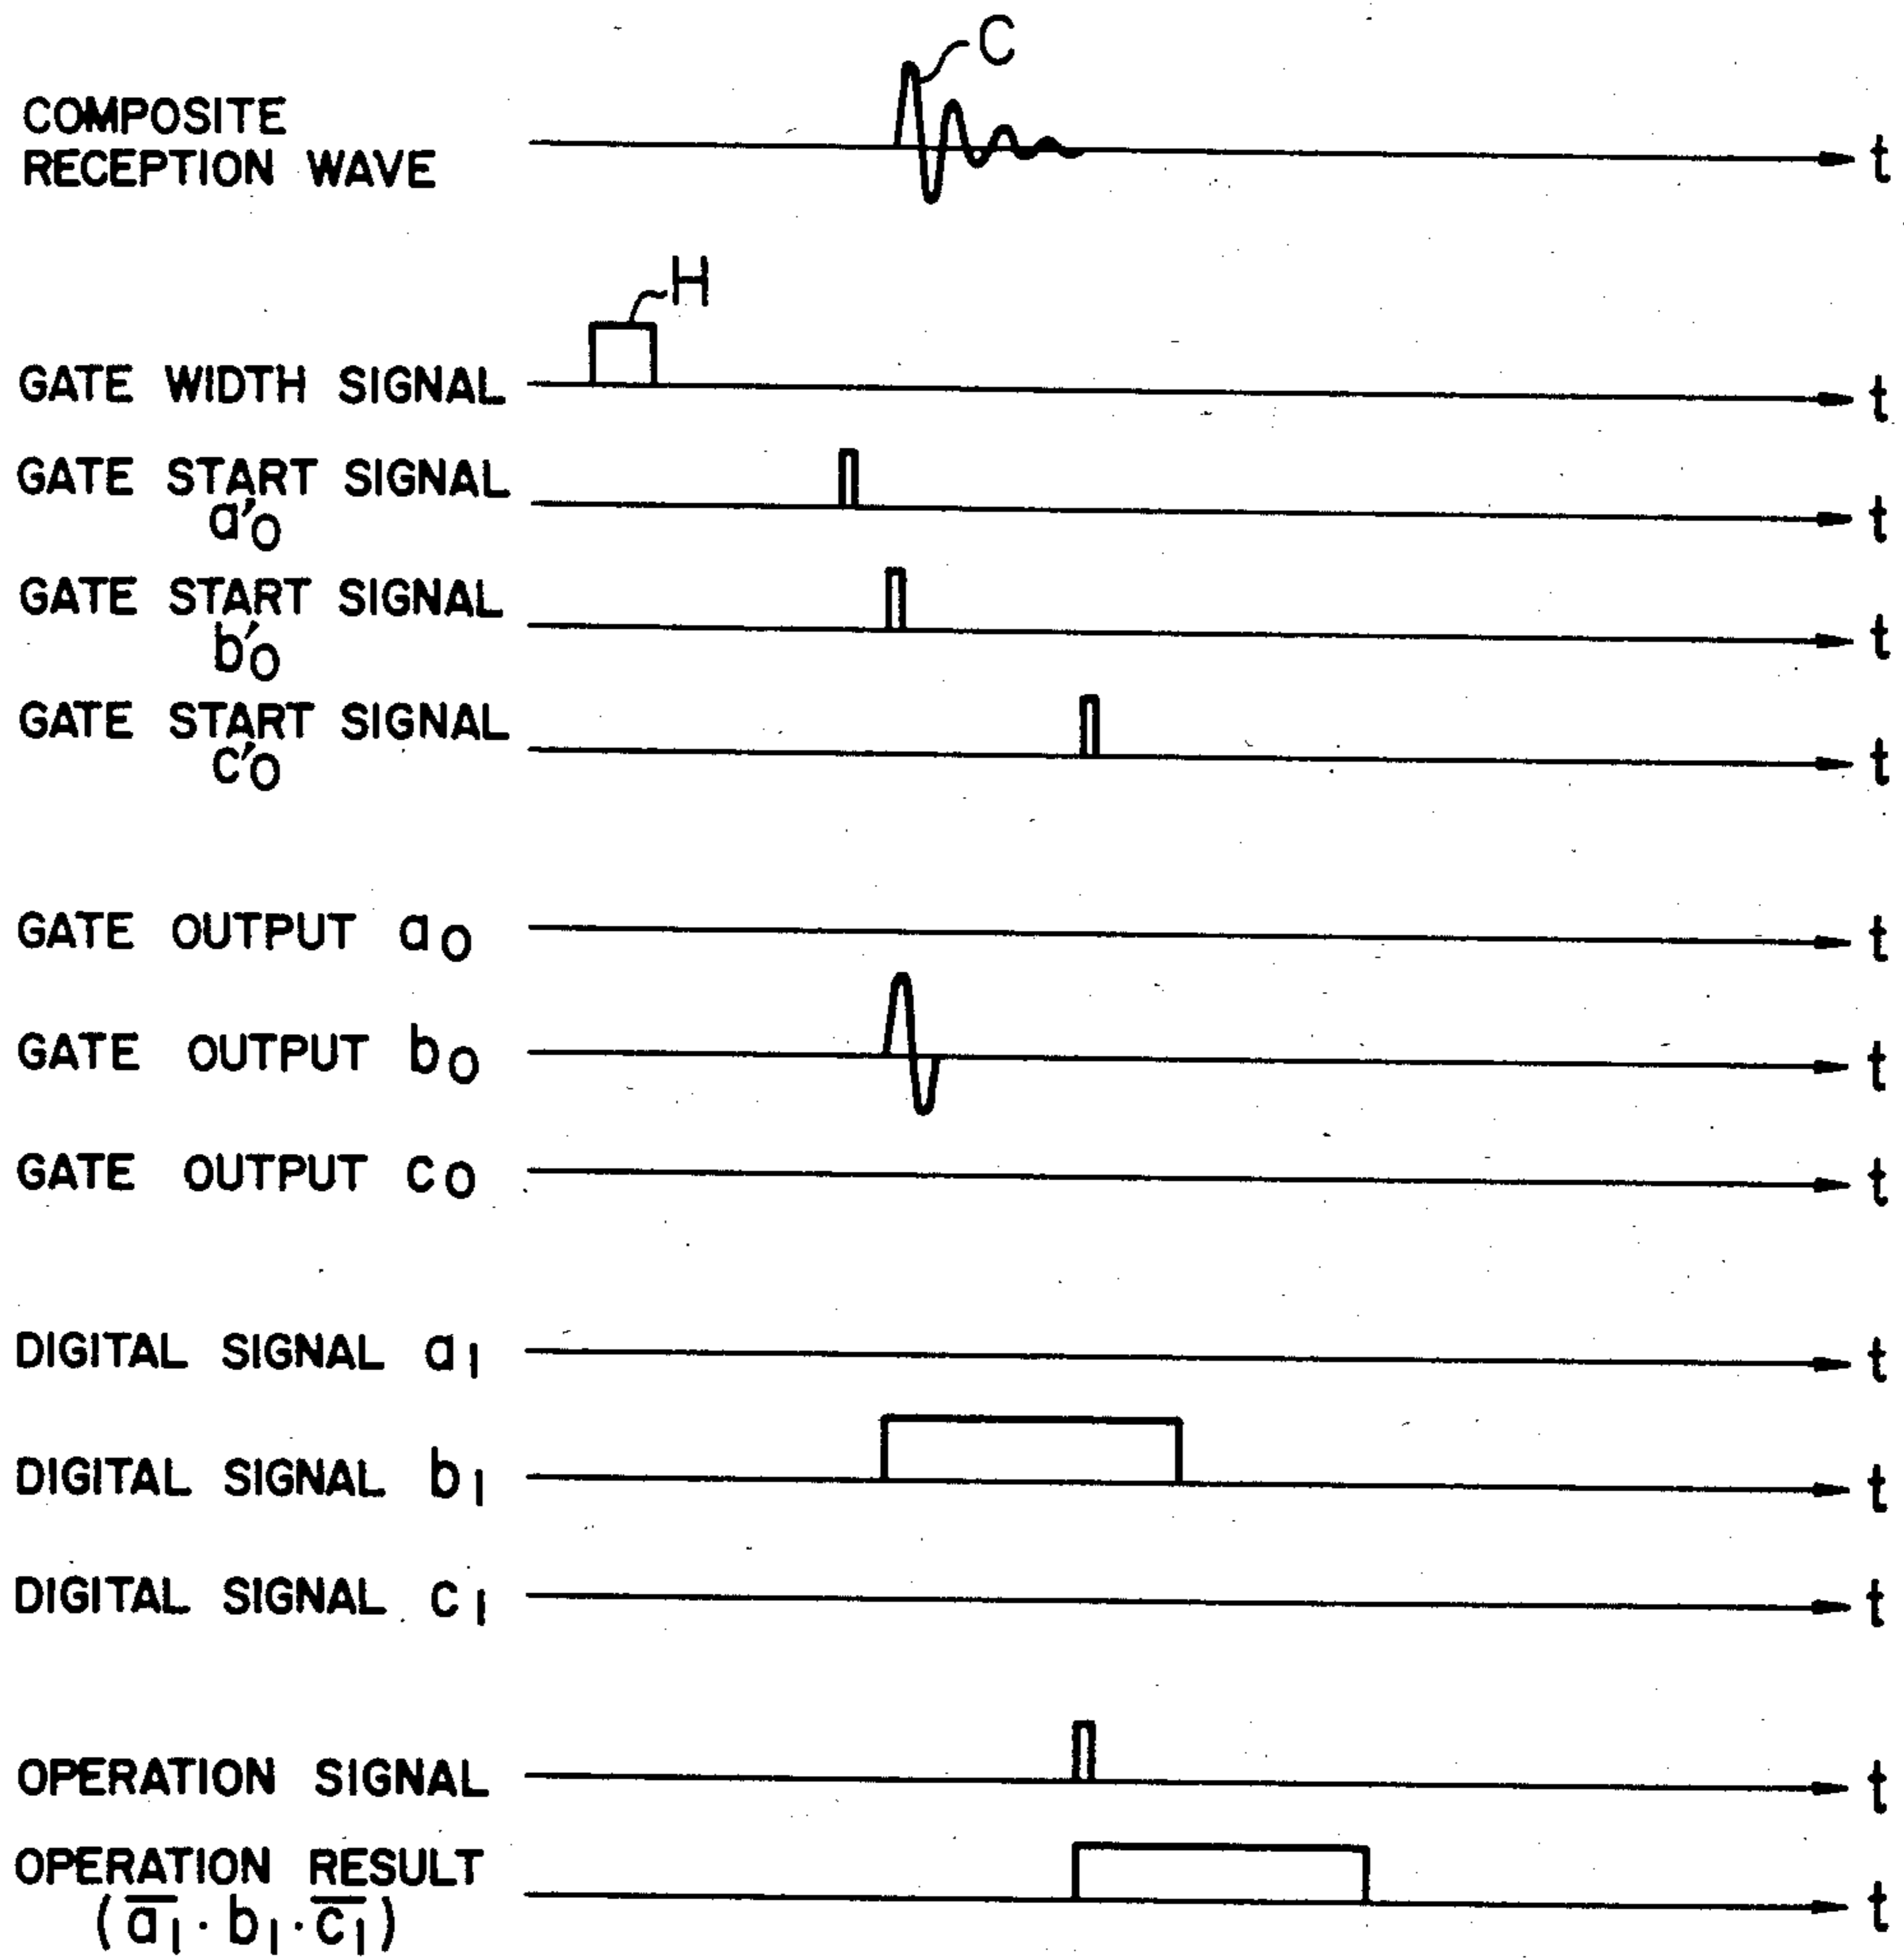 C
COMPOSITE
RECEPTION WAVE
t
H
GATE WIDTH SIGNAL
t
GATE START SIGNAL
a'0
t
GATE START SIGNAL
b'0
t
GATE START SIGNAL
c'0
t
GATE OUTPUT a0
t
GATE OUTPUT b0
t
GATE OUTPUT c0
t
DIGITAL SIGNAL a1
t
DIGITAL SIGNAL b1
t
DIGITAL SIGNAL c1
t
OPERATION SIGNAL
t
OPERATION RESULT
(a̅1·b1·c̅1)
t